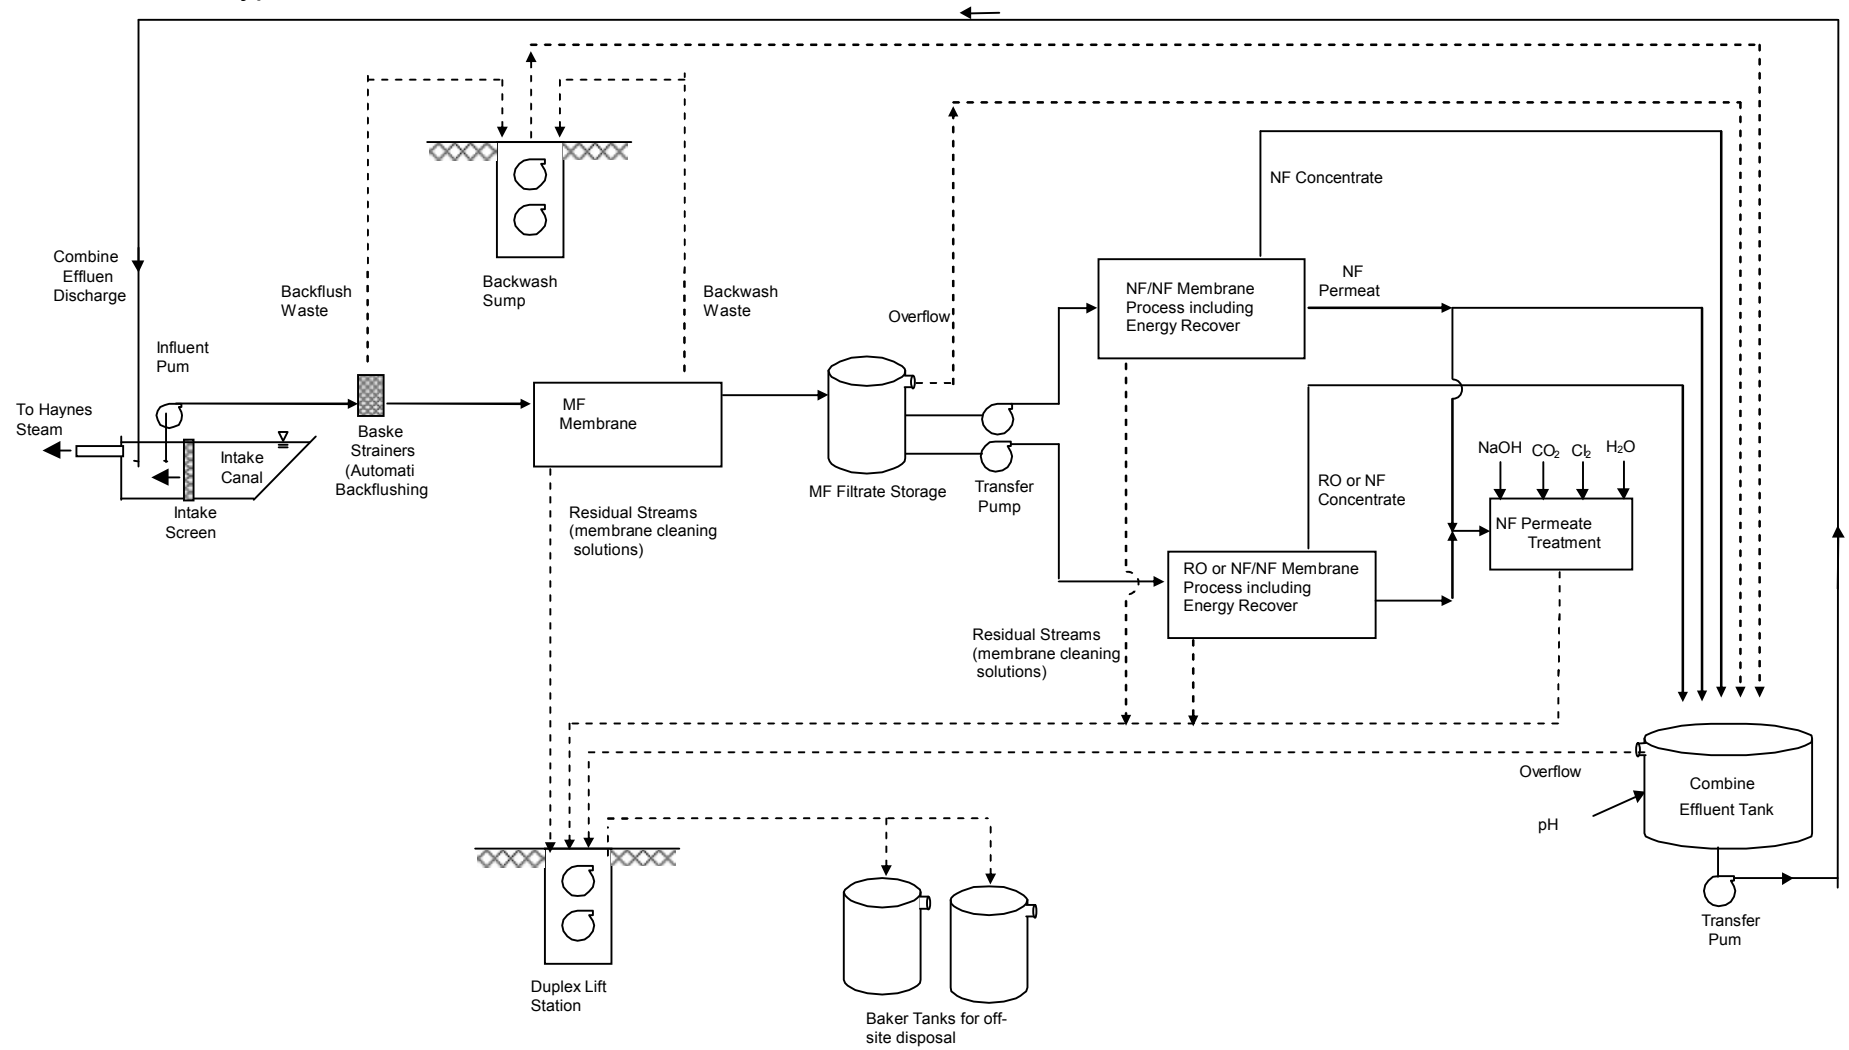 NF Concentrate
Combine
Effluen
Discharge
Backflush
Waste
Backwash
Sump
Backwash
Waste
Overflow
NF/NF Membrane
Process including
Energy Recover
NF
Permeat
Influent
Pum
To Haynes
Steam
Intake
Canal
Intake
Screen
Baske
Strainers
(Automati
Backflushing
MF
Membrane
MF Filtrate Storage
Transfer
Pump
RO or NF
Concentrate
NaOH
CO2
Cl2
H2O
NF Permeate
Treatment
Residual Streams
(membrane cleaning
solutions)
RO or NF/NF Membrane
Process including
Energy Recover
Residual Streams
(membrane cleaning
solutions)
Overflow
Combine
Effluent Tank
pH
Transfer
Pum
Duplex Lift
Station
Baker Tanks for off-
site disposal